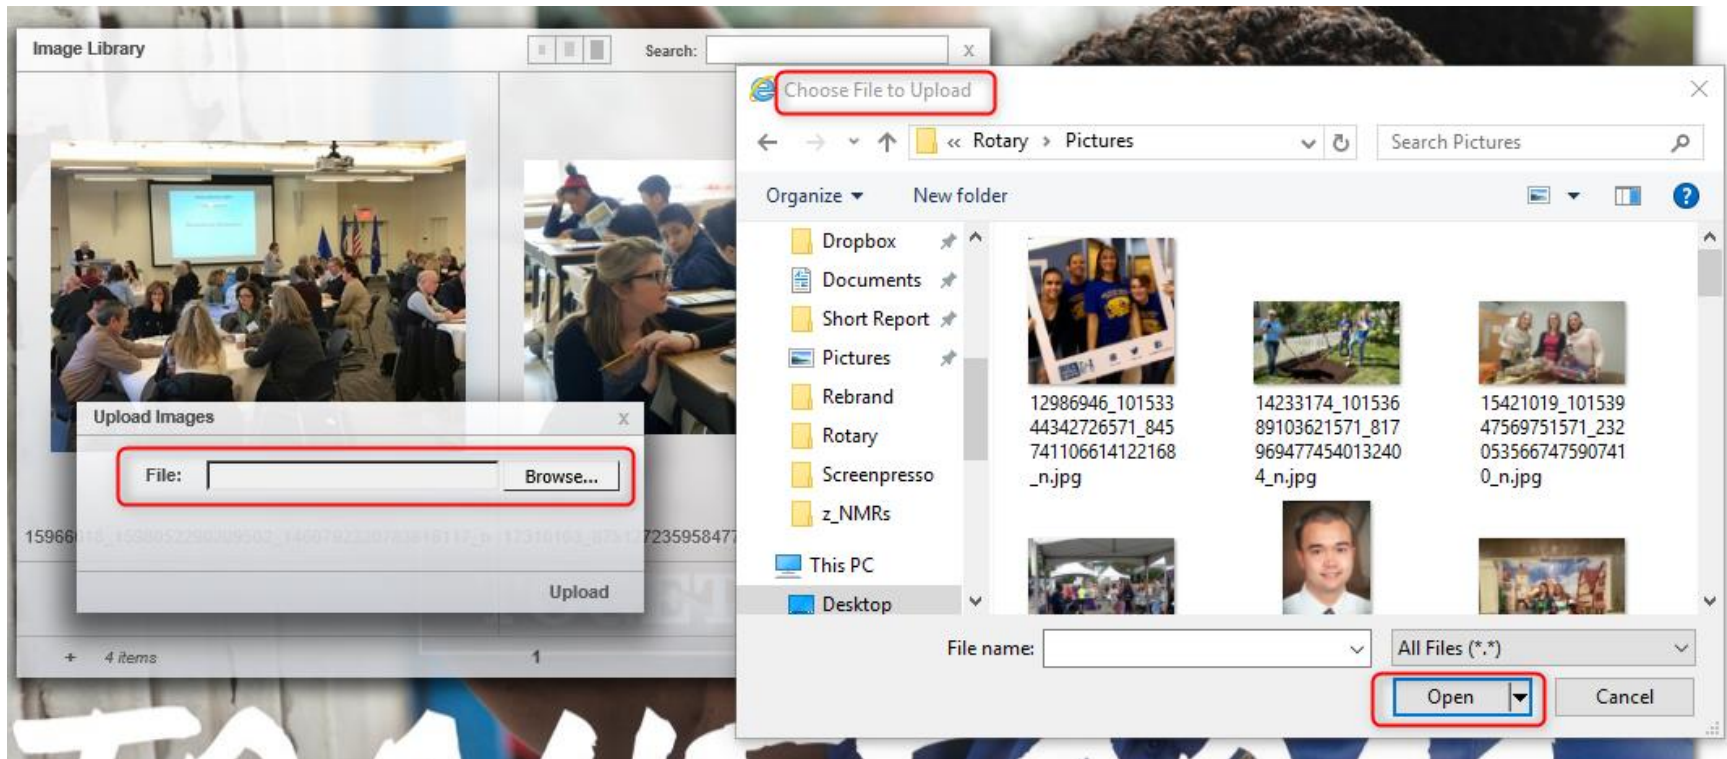 Image Library
Search:
x
Choose File to Upload
« Rotary > Pictures
Search Pictures
Organize
New folder
Dropbox
Documents
Short Report
Pictures
Rebrand
Rotary
Screenpresso
z_NMRs
This PC
Desktop
12986946_101533
44342726571_845
741106614122168
_n.jpg
14233174_101536
89103621571_817
969477454013240
4_n.jpg
15421019_101539
47569751571_232
053566747590741
0_n.jpg
Upload Images
x
File:
Browse...
Upload
+ 4 items
1
File name:
All Files (*.*)
Open
Cancel